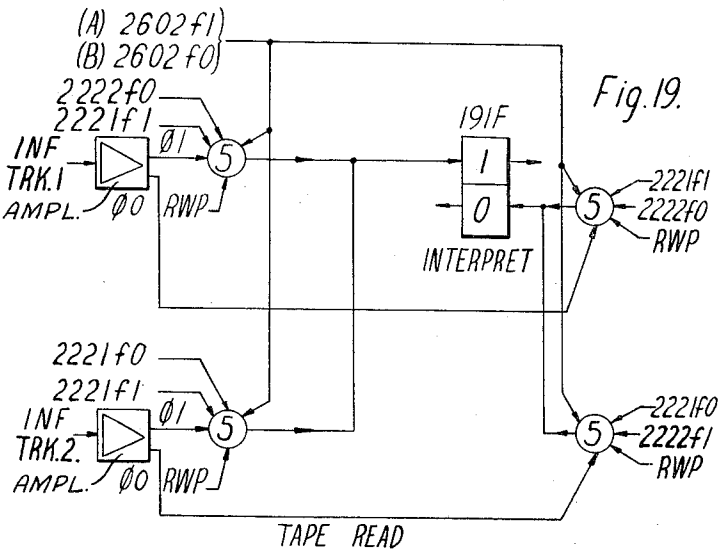 (A) 2602f1}
(B) 2602f0}
Fig.19.
2222f0
2221f1
191F
INF
TRK.1
Ø1
5
1
AMPL.
Ø0
RWP
0
INTERPRET
5
2221f1
2222f0
RWP
2221f0
2221f1
INF
TRK.2.
Ø1
5
AMPL.
Ø0
RWP
5
2221f0
2222f1
RWP
TAPE READ